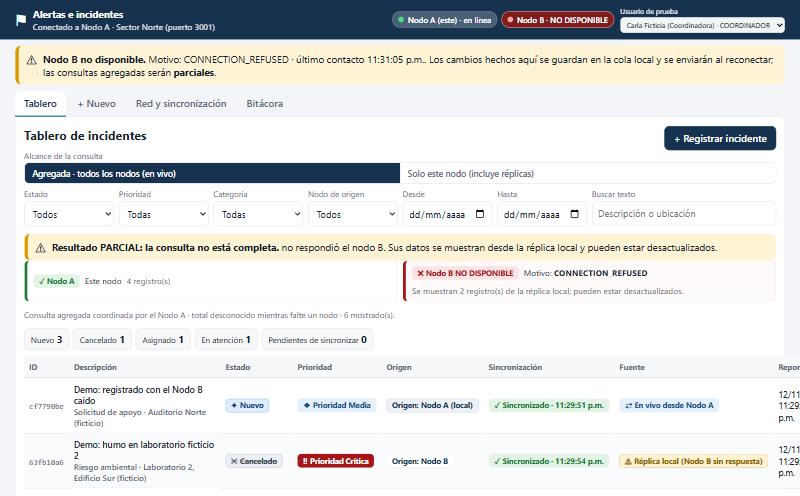 Alertas e incidentes
Conectado a Nodo A · Sector Norte (puerto 3001)
Nodo A (este) · en línea
Nodo B · NO DISPONIBLE
Usuario de prueba
Carla Ficticia (Coordinadora) · COORDINADOR
Nodo B no disponible. Motivo: CONNECTION_REFUSED · último contacto 11:31:05 p.m.. Los cambios hechos aquí se guardan en la cola local y se enviarán al reconectar;
las consultas agregadas serán parciales.
Tablero
+ Nuevo
Red y sincronización
Bitácora
Tablero de incidentes
+ Registrar incidente
Alcance de la consulta
Agregada · todos los nodos (en vivo)
Solo este nodo (incluye réplicas)
Estado
Prioridad
Categoria
Nodo de origen
Desde
Hasta
Buscar texto
Todos
Todas
Todas
Todos
dd/mm/aaaa
dd/mm/aaaa
Descripción o ubicación
Resultado PARCIAL: la consulta no está completa. no respondió el nodo B. Sus datos se muestran desde la réplica local y pueden estar desactualizados.
✓ Nodo A Este nodo 4 registro(s)
✕ Nodo B NO DISPONIBLE Motivo: CONNECTION_REFUSED
Se muestran 2 registro(s) de la réplica local; pueden estar desactualizados.
Consulta agregada coordinada por el Nodo A · total desconocido mientras falte un nodo · 6 mostrado(s).
Nuevo 3
Cancelado 1
Asignado 1
En atención 1
Pendientes de sincronizar 0
ID
Descripción
Estado
Prioridad
Origen
Sincronización
Fuente
Repor
cf7790be
Demo: registrado con el Nodo B
caído
Solicitud de apoyo · Auditorio Norte
(ficticio)
Nuevo
Prioridad Media
Origen: Nodo A (local)
✓ Sincronizado · 11:29:51 p.m.
⇄ En vivo desde Nodo A
12/11
11:29:
p.m.
63fb10a6
Demo: humo en laboratorio ficticio
2
Riesgo ambiental · Laboratorio 2,
Edificio Sur (ficticio)
Cancelado
!! Prioridad Crítica
Origen: Nodo B
✓ Sincronizado · 11:29:54 p.m.
⚠ Réplica local (Nodo B sin respuesta)
12/11
11:29:
p.m.